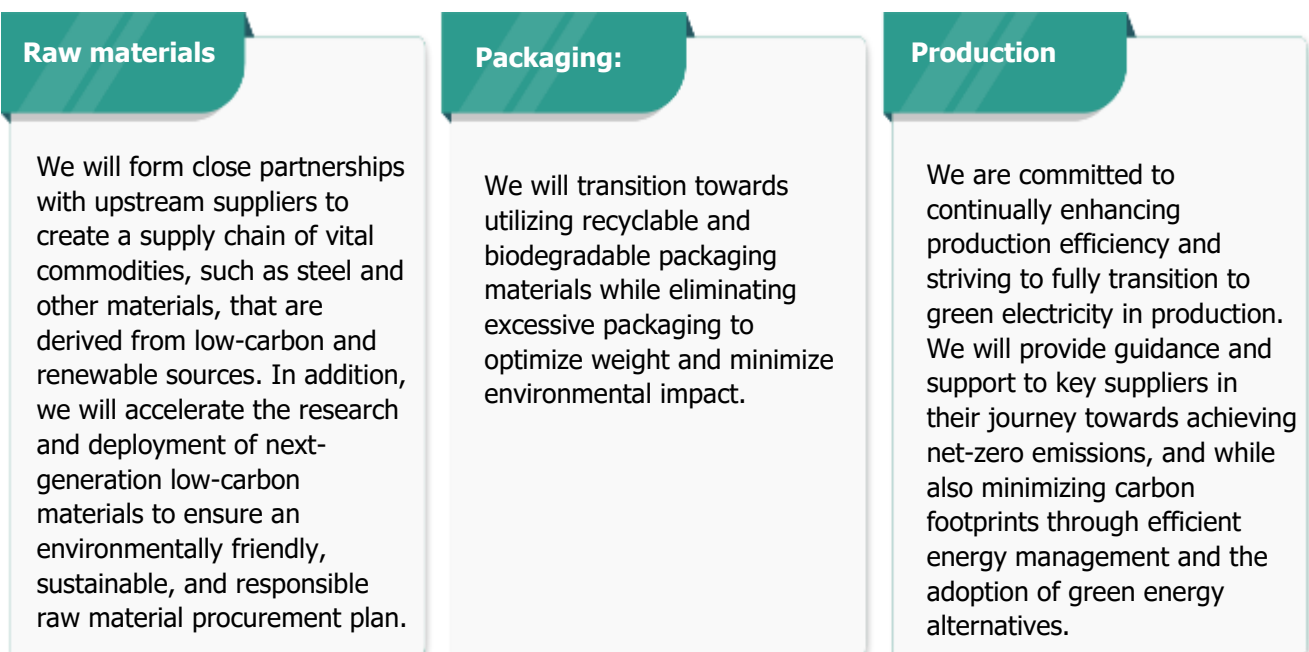 Raw materials
We will form close partnerships
with upstream suppliers to
create a supply chain of vital
commodities, such as steel and
other materials, that are
derived from low-carbon and
renewable sources. In addition,
we will accelerate the research
and deployment of next-
generation low-carbon
materials to ensure an
environmentally friendly,
sustainable, and responsible
raw material procurement plan.
Packaging:
We will transition towards
utilizing recyclable and
biodegradable packaging
materials while eliminating
excessive packaging to
optimize weight and minimize
environmental impact.
Production
We are committed to
continually enhancing
production efficiency and
striving to fully transition to
green electricity in production.
We will provide guidance and
support to key suppliers in
their journey towards achieving
net-zero emissions, and while
also minimizing carbon
footprints through efficient
energy management and the
adoption of green energy
alternatives.